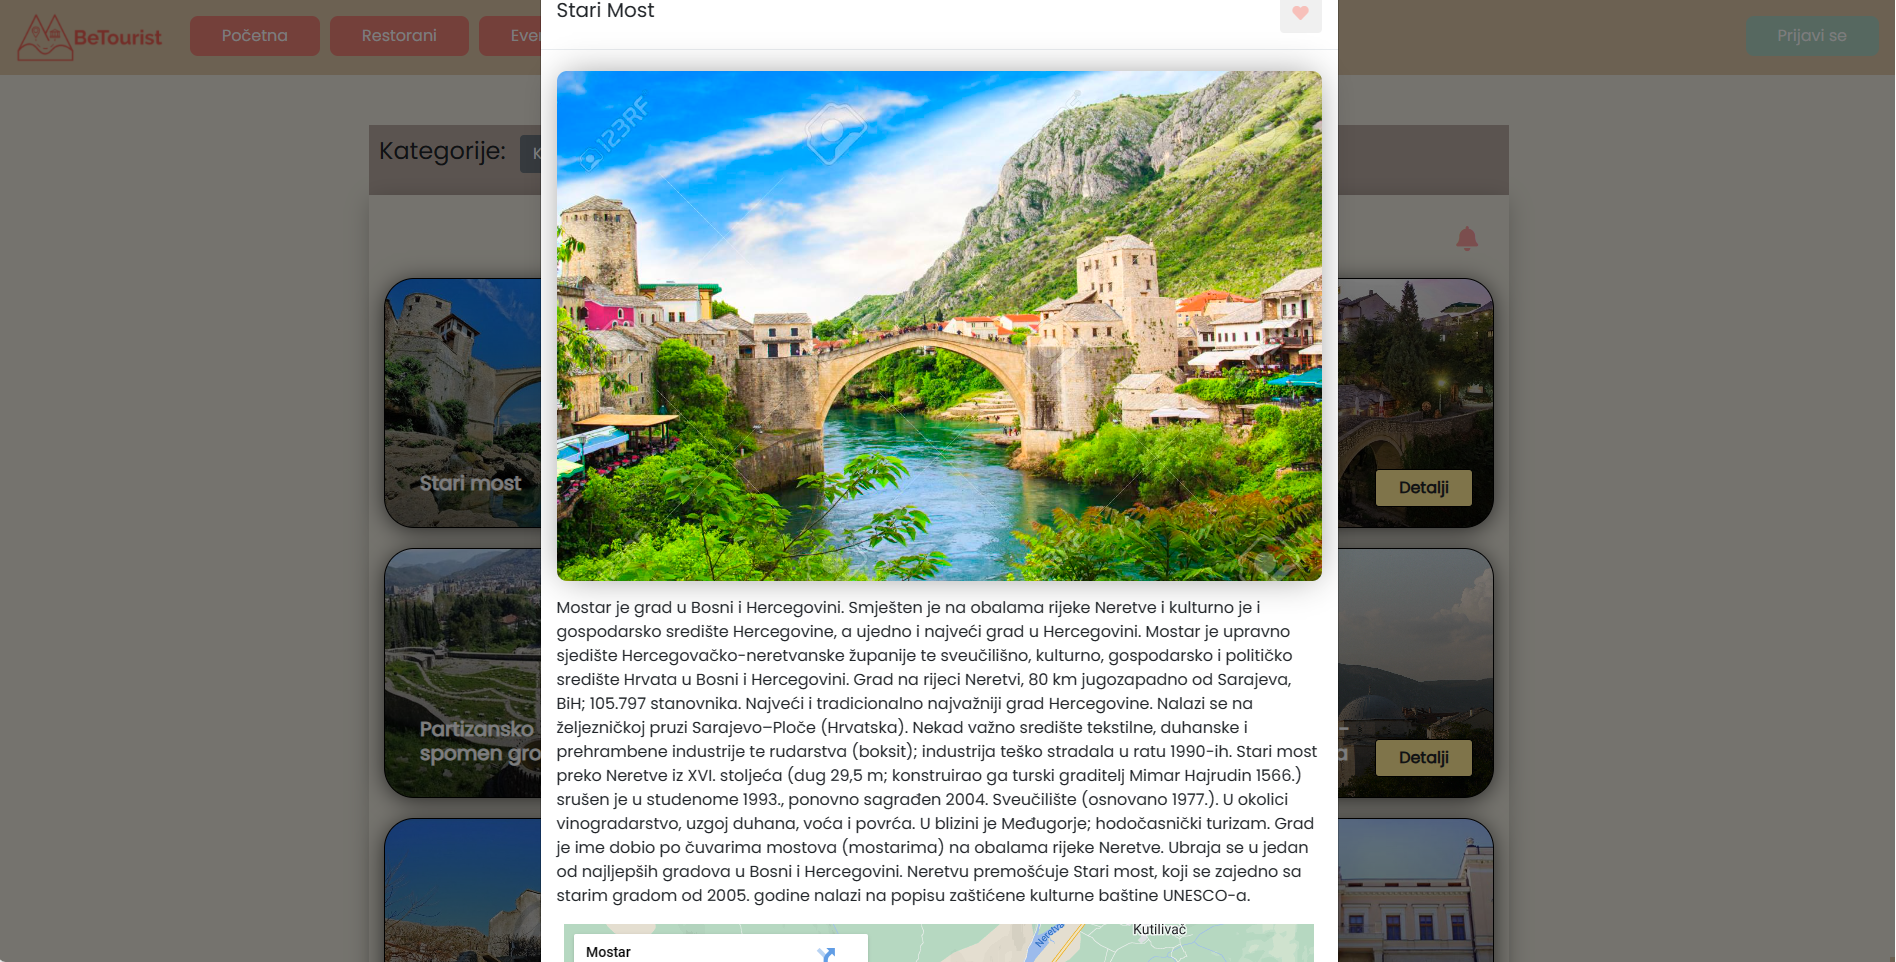 BeTourist
Početna
Restorani
Prijavi se
Kategorije:
Stari Most
123RF
Stari most
Detalji
Partizansko
Detalji
Mostar je grad u Bosni i Hercegovini. Smješten je na obalama rijeke Neretve i kulturno je i
gospodarsko središte Hercegovine, a ujedno i najveći grad u Hercegovini. Mostar je upravno
sjedište Hercegovačko-neretvanske županije te sveučilišno, kulturno, gospodarsko i političko
središte Hrvata u Bosni i Hercegovini. Grad na rijeci Neretvi, 80 km jugozapadno od Sarajeva,
BiH; 105.797 stanovnika. Najveći i tradicionalno najvažniji grad Hercegovine. Nalazi se na
željezničkoj pruzi Sarajevo–Ploče (Hrvatska). Nekad važno središte tekstilne, duhanske i
prehrambene industrije te rudarstva (boksit); industrija teško stradala u ratu 1990-ih. Stari most
preko Neretve iz XVI. stoljeća (dug 29,5 m; konstruirao ga turski graditelj Mimar Hajrudin 1566.)
srušen je u studenome 1993., ponovno sagrađen 2004. Sveučilište (osnovano 1977.). U okolici
vinogradarstvo, uzgoj duhana, voća i povrća. U blizini je Međugorje; hodočasnički turizam. Grad
je ime dobio po čuvarima mostova (mostarima) na obalama rijeke Neretve. Ubraja se u jedan
od najljepših gradova u Bosni i Hercegovini. Neretvu premošćuje Stari most, koji se zajedno sa
starim gradom od 2005. godine nalazi na popisu zaštićene kulturne baštine UNESCO-a.
Mostar
Neretva
Kutilivač